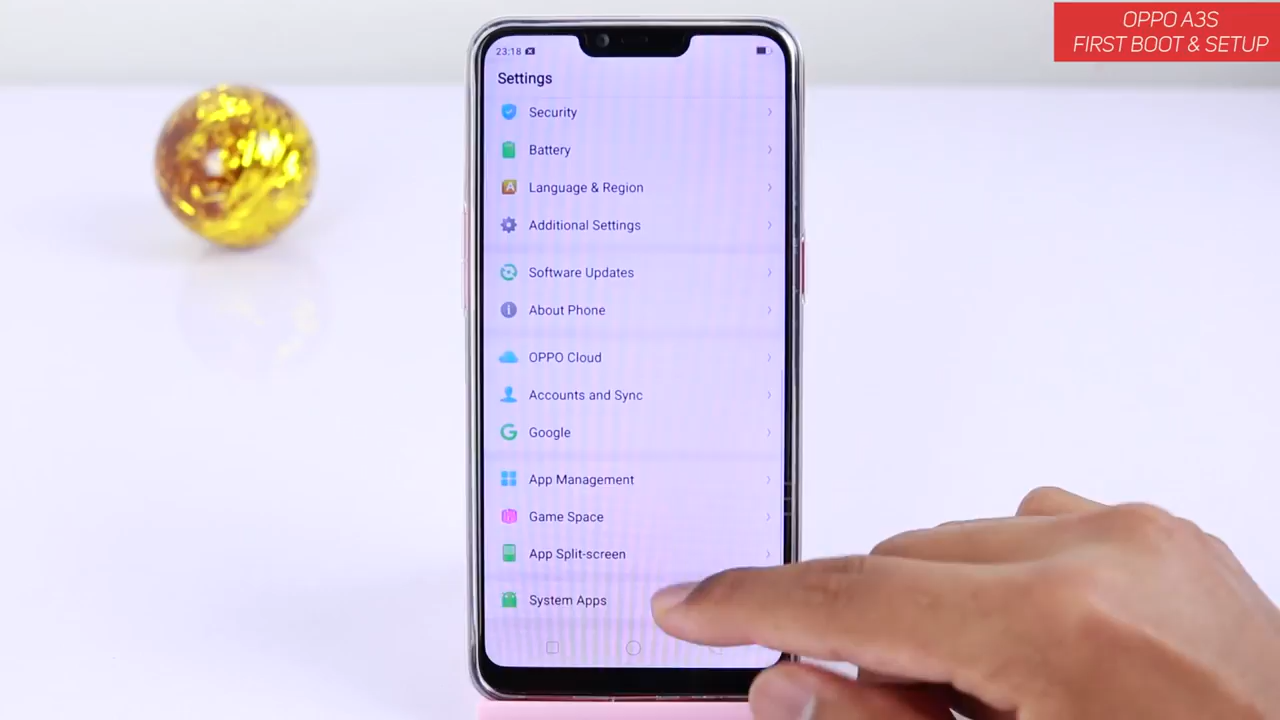 OPPO A3S
FIRST BOOT & SETUP
23:18
Settings
Security
Battery
Language & Region
Additional Settings
Software Updates
About Phone
OPPO Cloud
Accounts and Sync
Google
App Management
Game Space
App Split-screen
System Apps